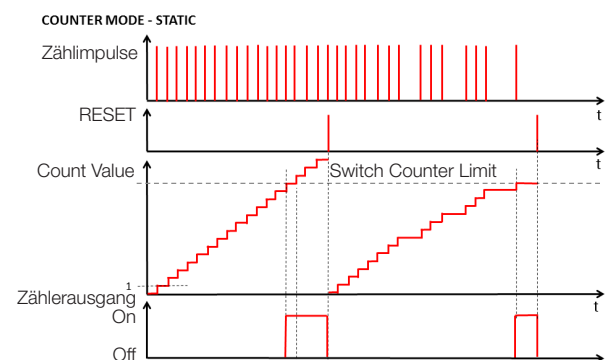 COUNTER MODE - STATIC
Zählimpulse
t
RESET
t
Count Value
Switch Counter Limit
1
Zählerausgang
t
On
Off